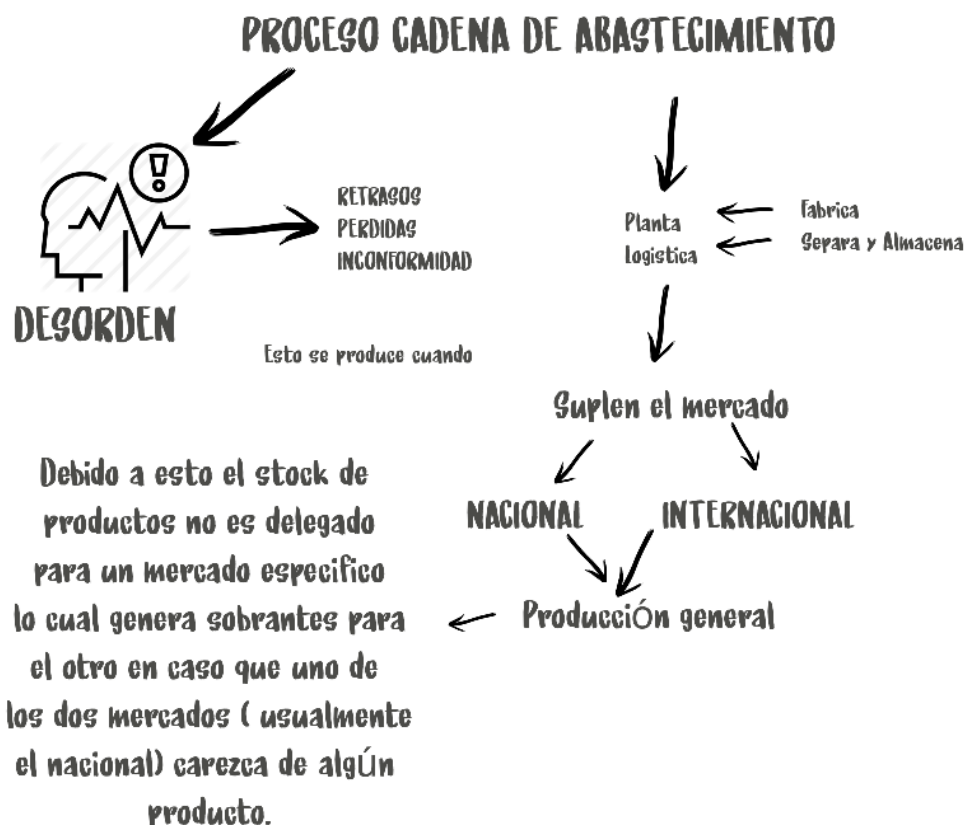 PROCESO CADENA DE ABASTECIMIENTO
RETRASOS
PERDIDAS
INCONFORMIDAD
DESORDEN
Esto se produce cuando
Planta
Logistica
Fabrica
Separa y Almacena
Suplen el mercado
NACIONAL
INTERNACIONAL
ProducciÓn general
Debido a esto el stock de
productos no es delegado
para un mercado especifico
lo cual genera sobrantes para
el otro en caso que uno de
los dos mercados ( usualmente
el nacional) carezca de algÚn
producto.